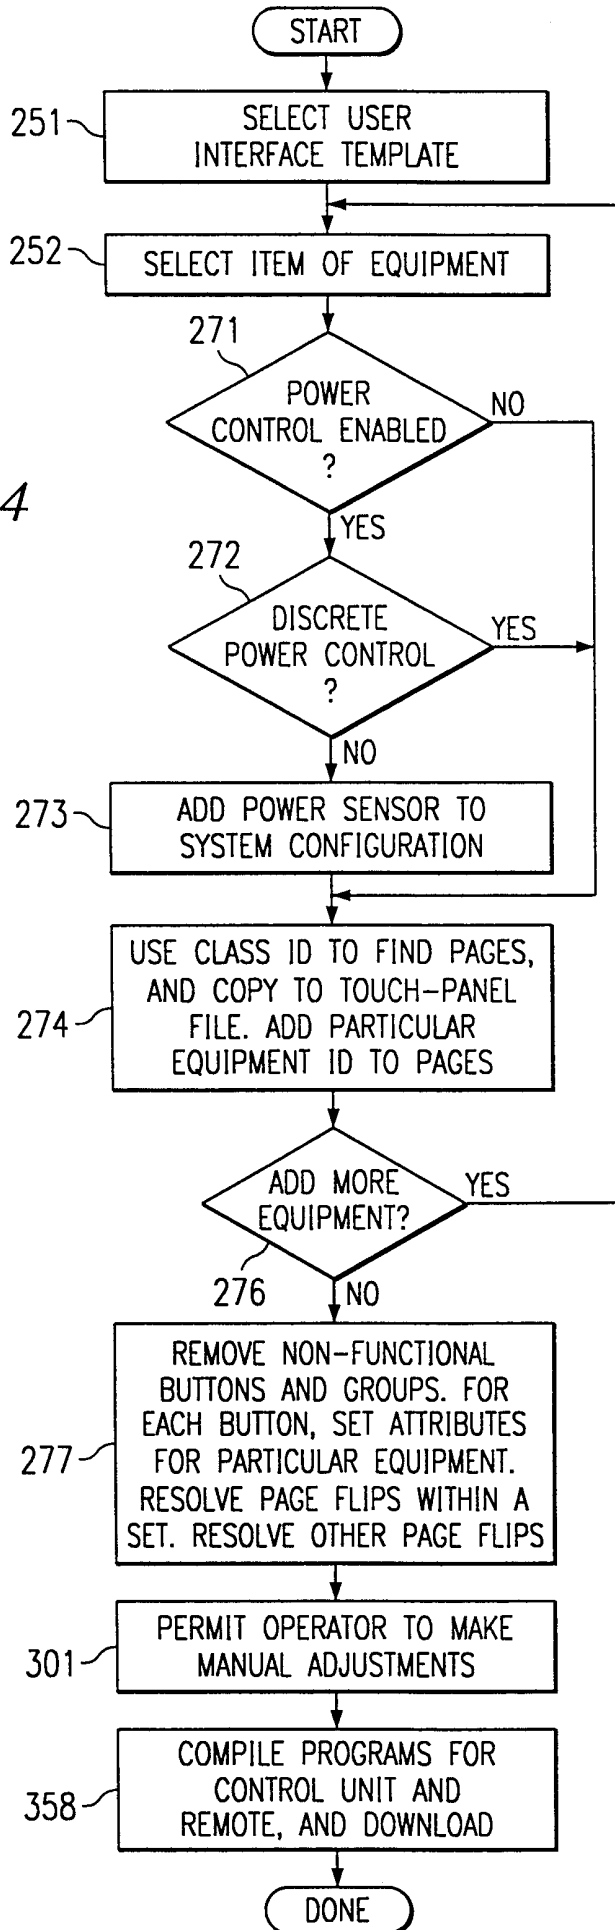 START
251
SELECT USER
INTERFACE TEMPLATE
252
SELECT ITEM OF EQUIPMENT
271
POWER
CONTROL ENABLED
?
NO
4
YES
272
DISCRETE
POWER CONTROL
?
YES
NO
273
ADD POWER SENSOR TO
SYSTEM CONFIGURATION
274
USE CLASS ID TO FIND PAGES,
AND COPY TO TOUCH-PANEL
FILE. ADD PARTICULAR
EQUIPMENT ID TO PAGES
ADD MORE
EQUIPMENT?
YES
276
NO
277
REMOVE NON-FUNCTIONAL
BUTTONS AND GROUPS. FOR
EACH BUTTON, SET ATTRIBUTES
FOR PARTICULAR EQUIPMENT.
RESOLVE PAGE FLIPS WITHIN A
SET. RESOLVE OTHER PAGE FLIPS
301
PERMIT OPERATOR TO MAKE
MANUAL ADJUSTMENTS
358
COMPILE PROGRAMS FOR
CONTROL UNIT AND
REMOTE, AND DOWNLOAD
DONE